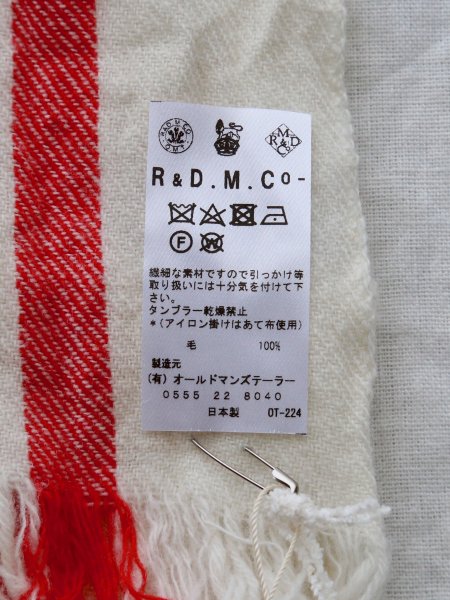 R&D.M.Co
O.M.T.
R M D Co
R&D.M.Co-
F W
繊細な素材ですので引っかけ等
取り扱いには十分気を付けて下さい。
タンブラー乾燥禁止
*(アイロン掛けはあて布使用)
毛 100%
製造元
(有)オールドマンズテーラー
0555 22 8040
日本製 OT-224